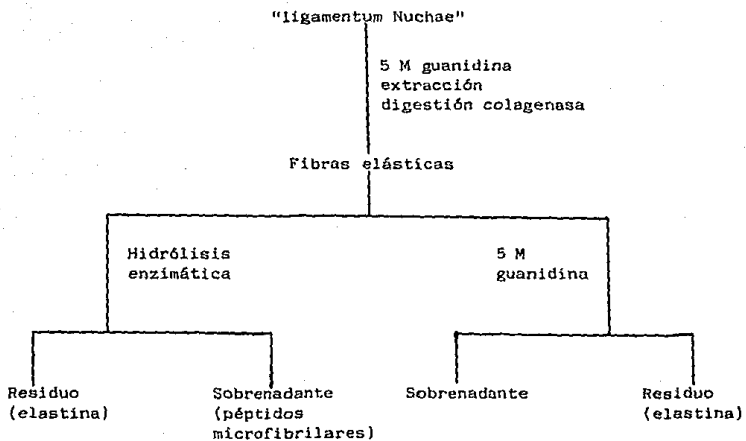 "ligamentum Nuchae"
5 M guanidina
extracción
digestión colagenasa
Fibras elásticas
Hidrólisis
enzimática
5 M
guanidina
Residuo
(elastina)
Sobrenadante
(péptidos
microfibrilares)
Sobrenadante
Residuo
(elastina)